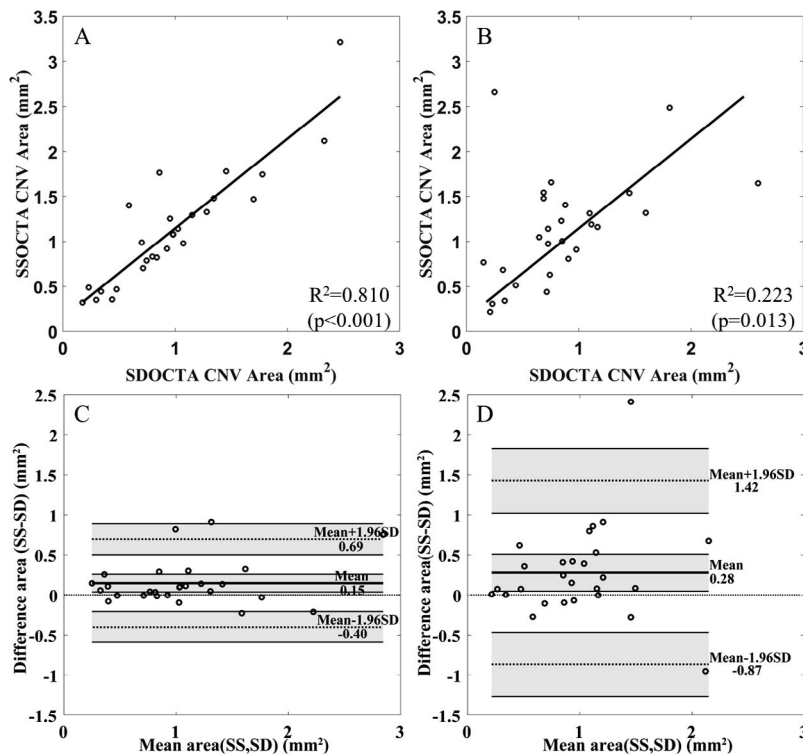 A
3.5
3
2.5
2
1.5
1
0.5
0
SSOCTA CNV Area (mm²)
R²=0.810
(p<0.001)
0 1 2 3
SDOCTA CNV Area (mm²)
B
3.5
3
2.5
2
1.5
1
0.5
0
SSOCTA CNV Area (mm²)
R²=0.223
(p=0.013)
0 1 2 3
SDOCTA CNV Area (mm²)
C
2.5
2
1.5
1
0.5
0
-0.5
-1
-1.5
Difference area (SS-SD) (mm²)
Mean+1.96SD
0.69
Mean
0.15
Mean-1.96SD
-0.40
0 1 2 3
Mean area(SS,SD) (mm²)
D
2.5
2
1.5
1
0.5
0
-0.5
-1
-1.5
Difference area(SS-SD) (mm²)
Mean+1.96SD
1.42
Mean
0.28
Mean-1.96SD
-0.87
0 1 2 3
Mean area(SS,SD) (mm²)